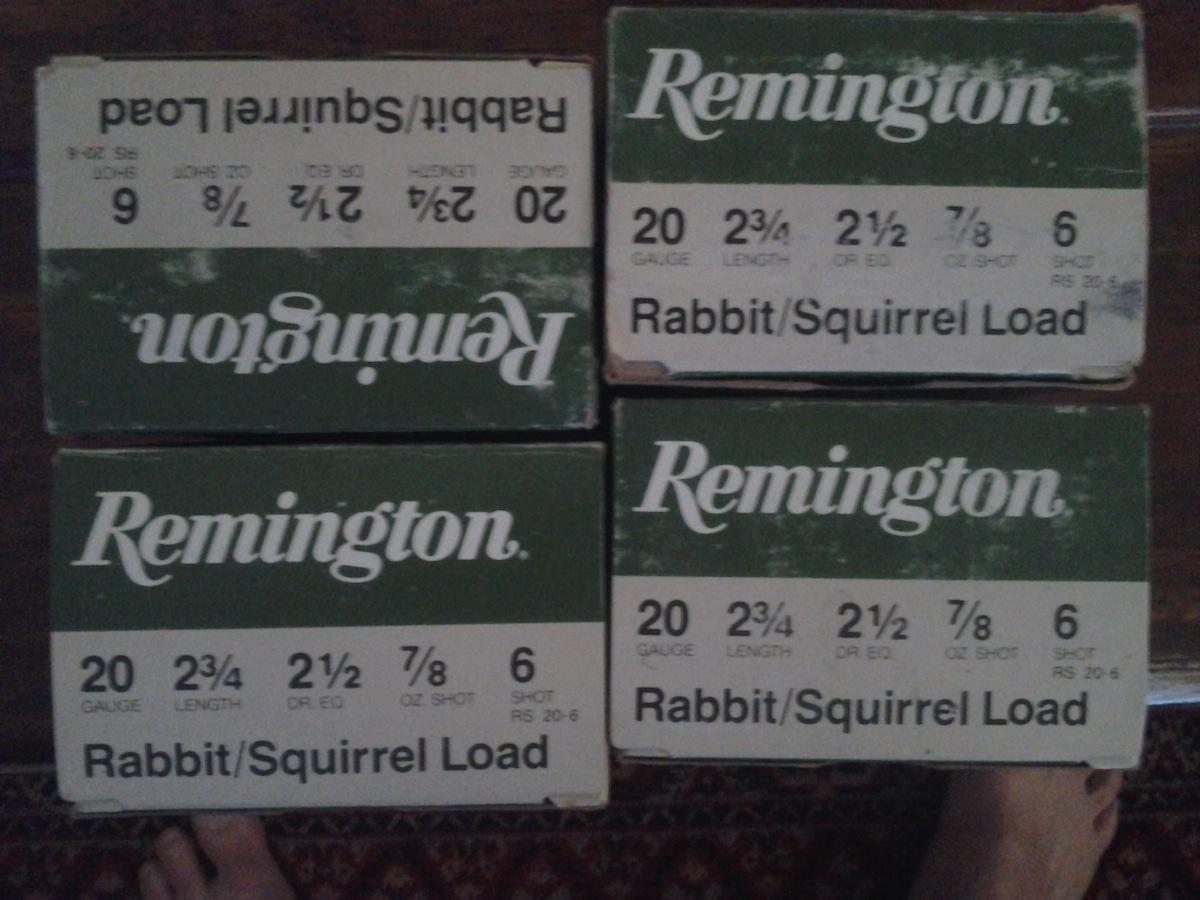 Rabbit/Squirrel Load
20 2¾ 2½ 7/8 6
GAUGE LENGTH DR. EQ. OZ. SHOT SHOT
RS 20-6
Remington.
Remington.
20 2¾ 2½ 7/8 6
GAUGE LENGTH DR. EQ. OZ. SHOT SHOT
RS 20-6
Rabbit/Squirrel Load
Remington.
20 2¾ 2½ 7/8 6
GAUGE LENGTH DR. EQ. OZ. SHOT SHOT
RS 20-6
Rabbit/Squirrel Load
Remington.
20 2¾ 2½ 7/8 6
GAUGE LENGTH DR. EQ. OZ. SHOT SHOT
RS 20-6
Rabbit/Squirrel Load